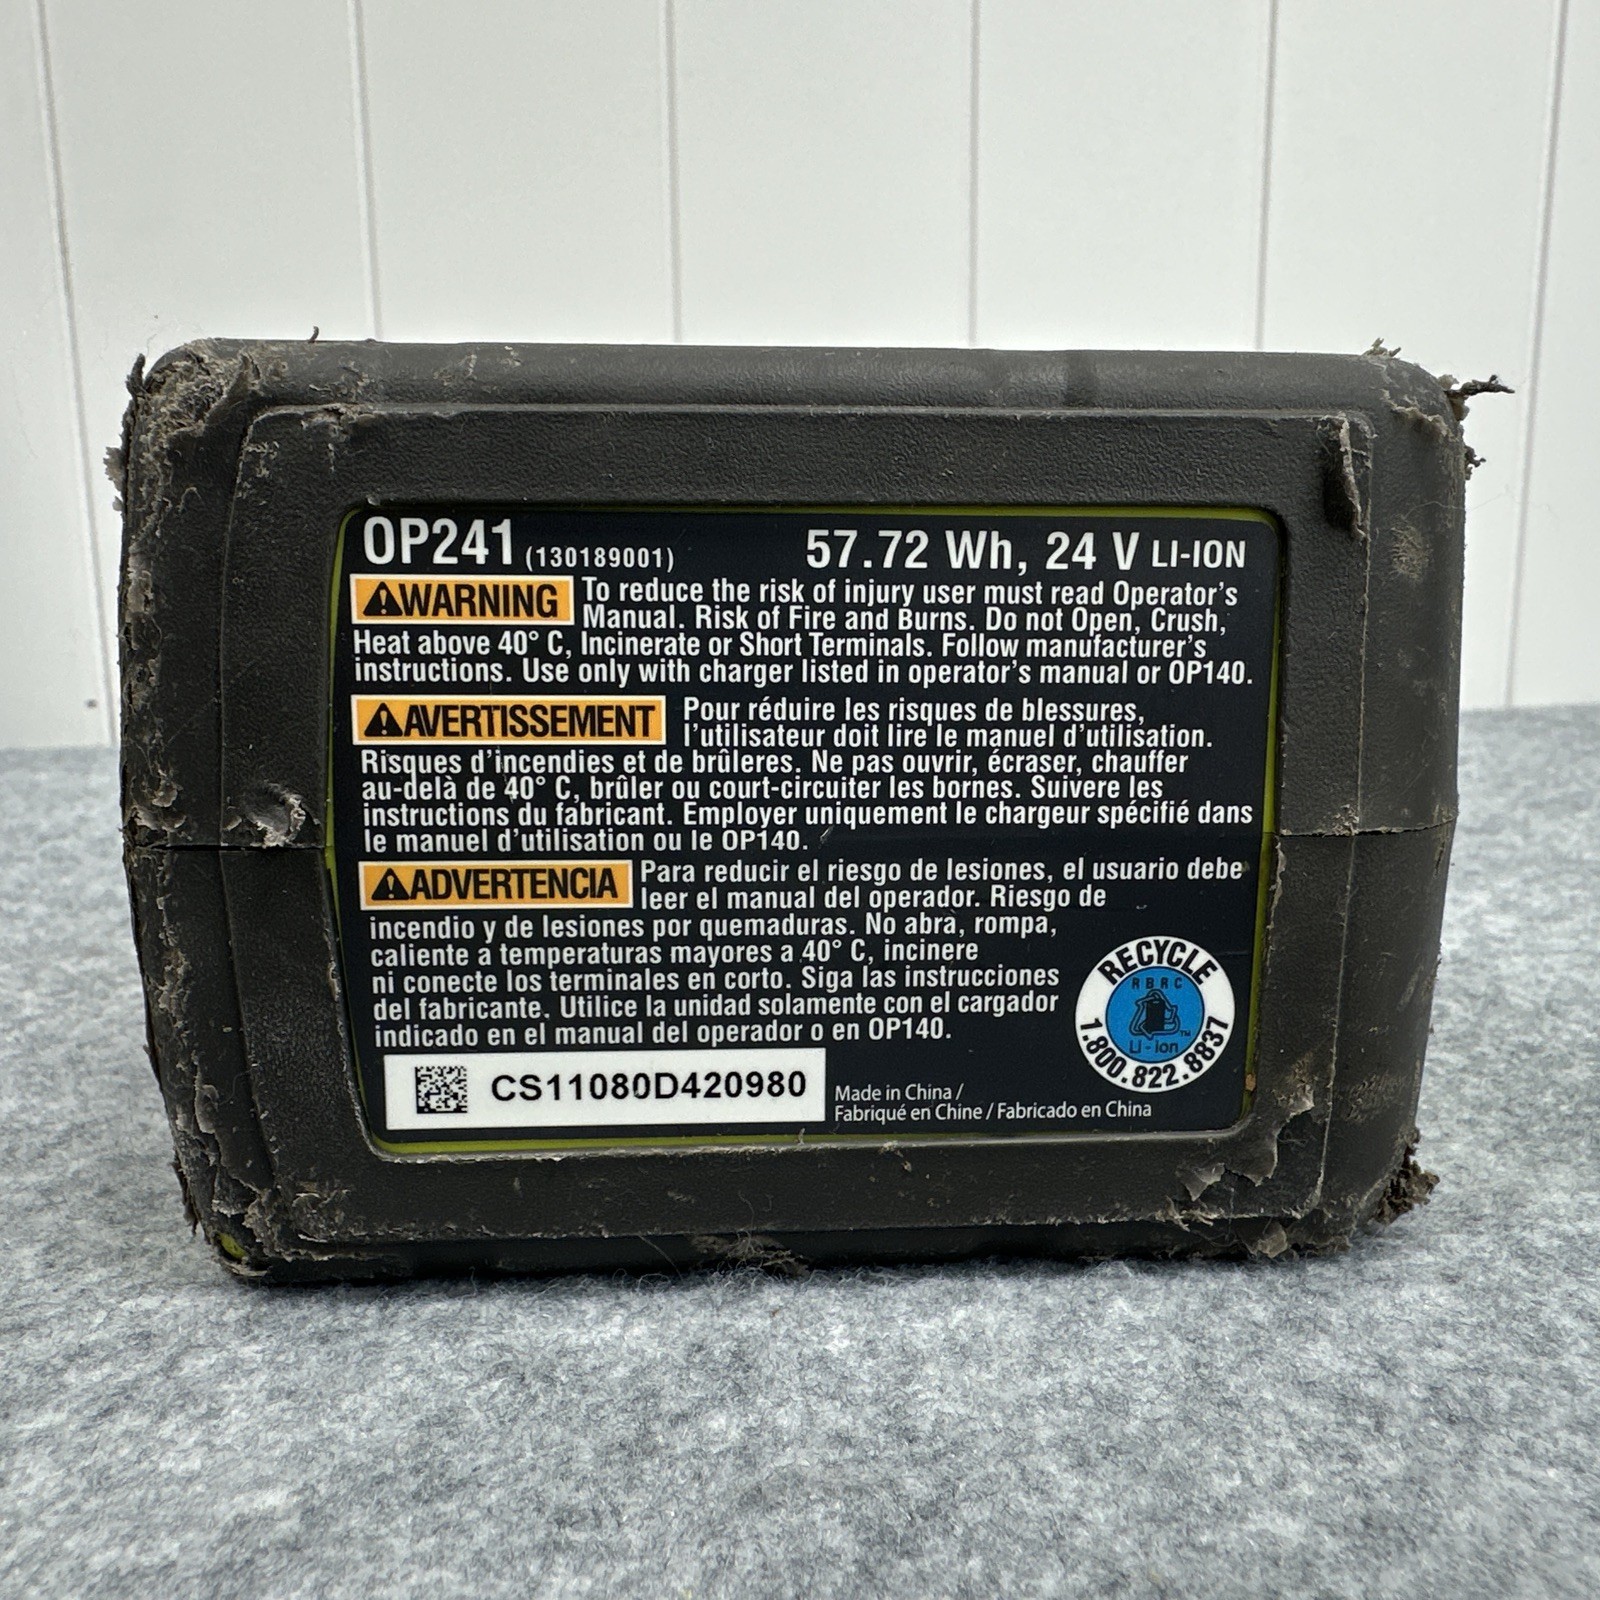 OP241 (130189001) 57.72 Wh, 24 V LI-ION
WARNING To reduce the risk of injury user must read Operator's
Manual. Risk of Fire and Burns. Do not Open, Crush,
Heat above 40° C, Incinerate or Short Terminals. Follow manufacturer's
instructions. Use only with charger listed in operator's manual or OP140.
AVERTISSEMENT Pour réduire les risques de blessures,
l'utilisateur doit lire le manuel d'utilisation.
Risques d'incendies et de brûleres. Ne pas ouvrir, écraser, chauffer
au-delà de 40° C, brûler ou court-circuiter les bornes. Suivere les
instructions du fabricant. Employer uniquement le chargeur spécifié dans
le manuel d'utilisation ou le OP140.
ADVERTENCIA Para reducir el riesgo de lesiones, el usuario debe
leer el manual del operador. Riesgo de
incendio y de lesiones por quemaduras. No abra, rompa,
caliente a temperaturas mayores a 40° C, incinere
ni conecte los terminales en corto. Siga las instrucciones
del fabricante. Utilice la unidad solamente con el cargador
indicado en el manual del operador o en OP140.
RECYCLE
RBRC
TM
Li-Ion
1.800.822.8837
CS11080D420980
Made in China /
Fabriqué en Chine / Fabricado en China